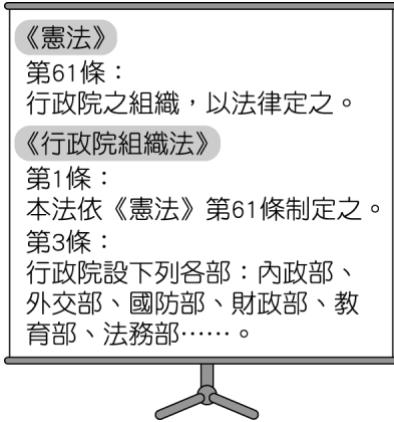 《憲法》
第61條：
行政院之組織，以法律定之。
《行政院組織法》
第1條：
本法依《憲法》第61條制定之。
第3條：
行政院設下列各部：內政部、
外交部、國防部、財政部、教
育部、法務部⋯⋯。